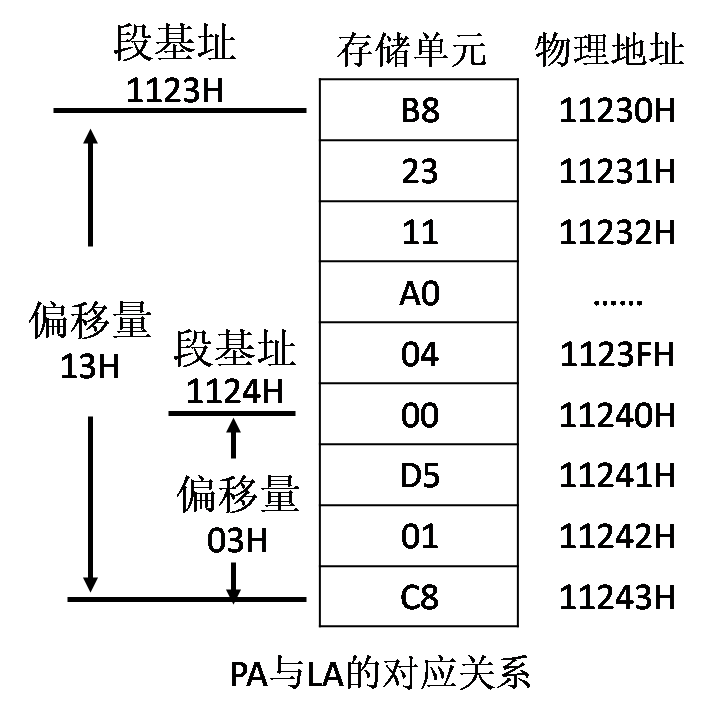 段基址
1123H
存储单元
物理地址
B8
11230H
23
11231H
11
11232H
A0
......
偏移量
13H
04
1123FH
段基址
1124H
00
11240H
偏移量
03H
D5
11241H
01
11242H
C8
11243H
PA与LA的对应关系